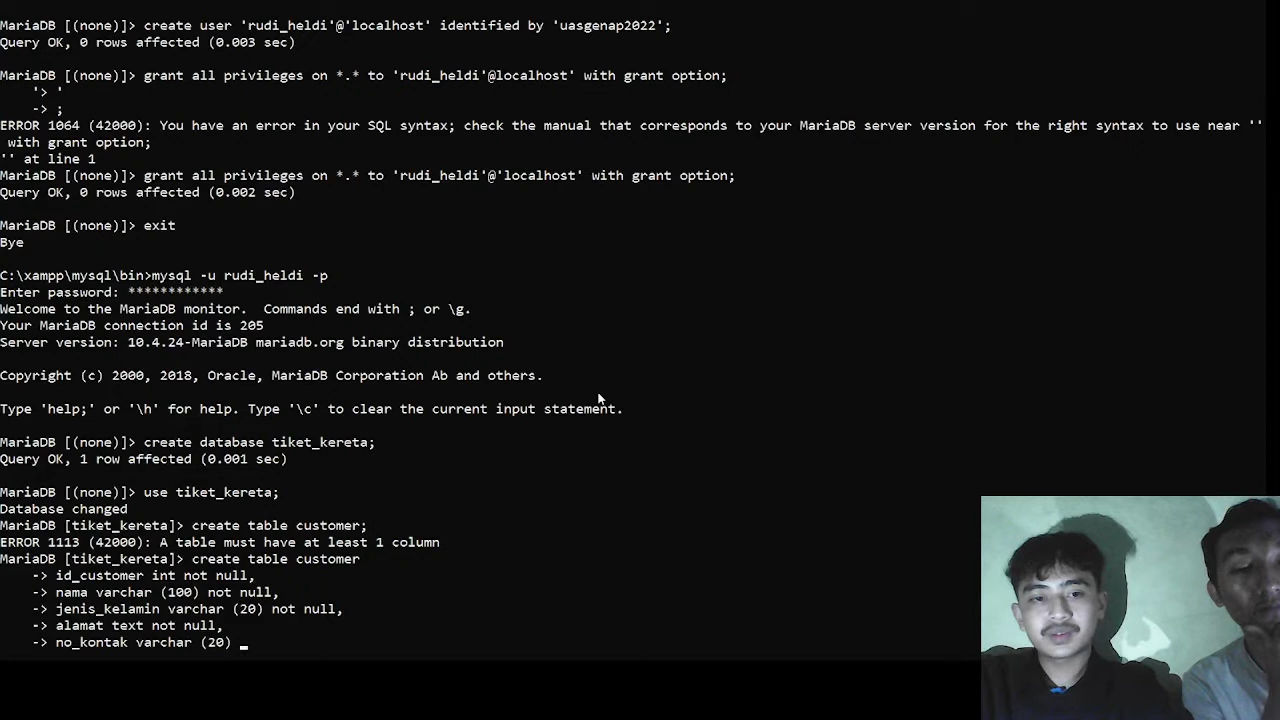 MariaDB [(none)]> create user 'rudi_heldi'@'localhost' identified by 'uasgenap2022';
Query OK, 0 rows affected (0.003 sec)
MariaDB [(none)]> grant all privileges on *.* to 'rudi_heldi'@localhost' with grant option;
'> '
-> ;
ERROR 1064 (42000): You have an error in your SQL syntax; check the manual that corresponds to your MariaDB server version for the right syntax to use near ''
with grant option;
'' at line 1
MariaDB [(none)]> grant all privileges on *.* to 'rudi_heldi'@'localhost' with grant option;
Query OK, 0 rows affected (0.002 sec)
MariaDB [(none)]> exit
Bye
C:\xampp\mysql\bin>mysql -u rudi_heldi -p
Enter password: ************
Welcome to the MariaDB monitor.  Commands end with ; or \g.
Your MariaDB connection id is 205
Server version: 10.4.24-MariaDB mariadb.org binary distribution
Copyright (c) 2000, 2018, Oracle, MariaDB Corporation Ab and others.
Type 'help;' or '\h' for help. Type '\c' to clear the current input statement.
MariaDB [(none)]> create database tiket_kereta;
Query OK, 1 row affected (0.001 sec)
MariaDB [(none)]> use tiket_kereta;
Database changed
MariaDB [tiket_kereta]> create table customer;
ERROR 1113 (42000): A table must have at least 1 column
MariaDB [tiket_kereta]> create table customer
-> id_customer int not null,
-> nama varchar (100) not null,
-> jenis_kelamin varchar (20) not null,
-> alamat text not null,
-> no_kontak varchar (20) _